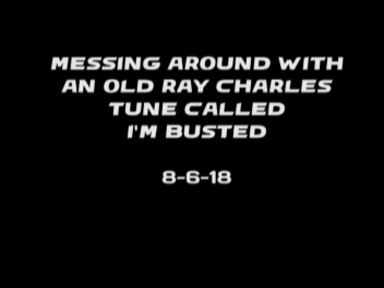 MESSING AROUND WITH
AN OLD RAY CHARLES
TUNE CALLED
I'M BUSTED
8-6-18